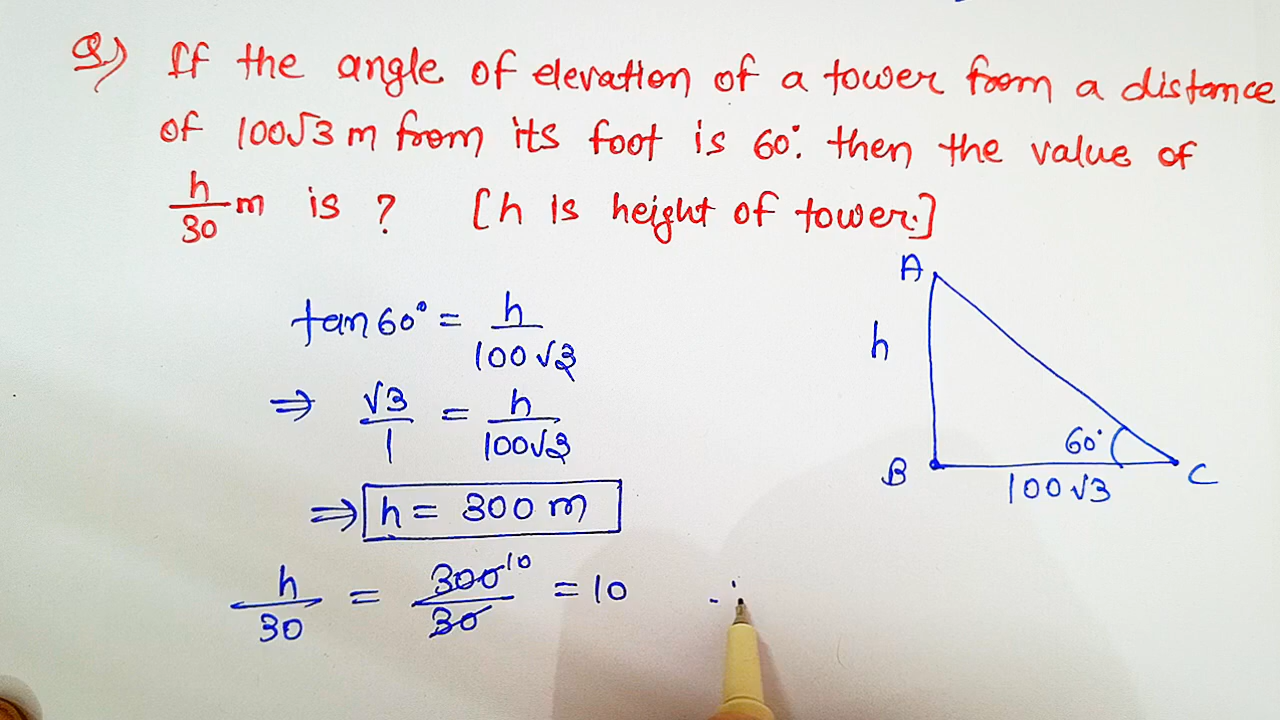 Q) If the angle of elevation of a tower from a distance
of 100√3 m from its foot is 60°. then the value of
h/30 m is ? [h is height of tower.]
tan60° = h/100√3
⇒ √3/1 = h/100√3
⇒ h = 300 m
h/30 = 300/30 10 = 10 ∴
A
h
60°
B
C
100√3